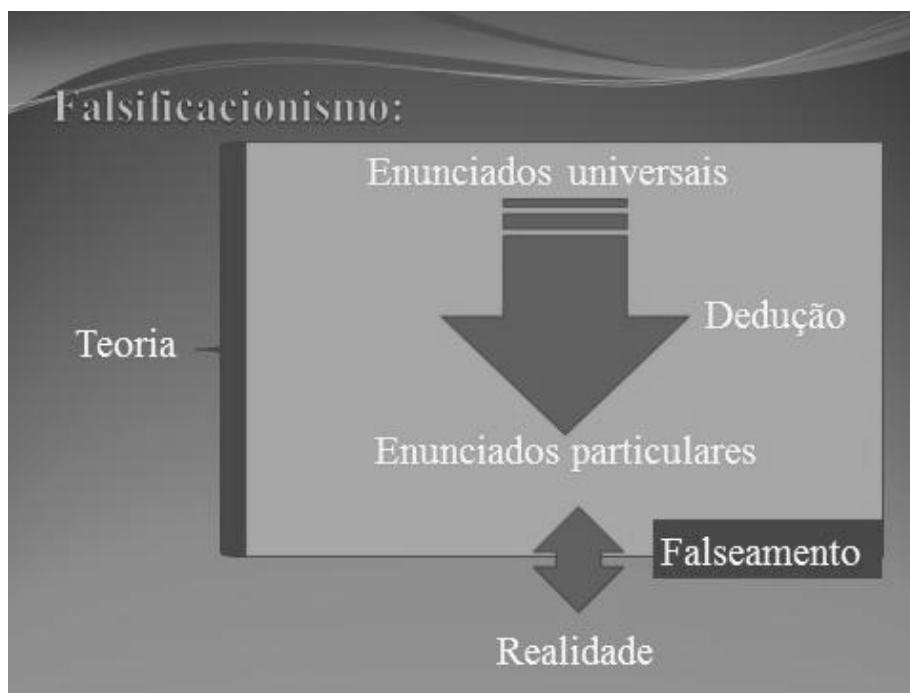 Falsificacionismo:
Enunciados universais
Dedução
Teoria
Enunciados particulares
Falseamento
Realidade